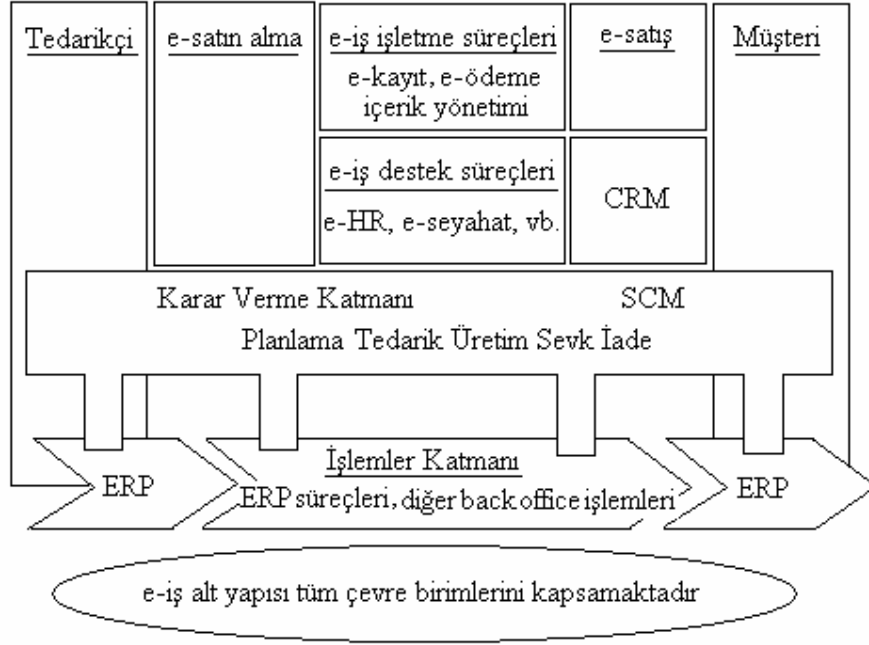 Tedarikçi
e-satın alma
e-iş işletme süreçleri
e-kayıt, e-ödeme
içerik yönetimi
e-satış
Müşteri
e-iş destek süreçleri
e-HR, e-seyahat, vb.
CRM
Karar Verme Katmanı SCM
Planlama Tedarik Üretim Sevk İade
ERP
İşlemler Katmanı
ERP süreçleri, diğer back office işlemleri
ERP
e-iş alt yapısı tüm çevre birimlerini kapsamaktadır